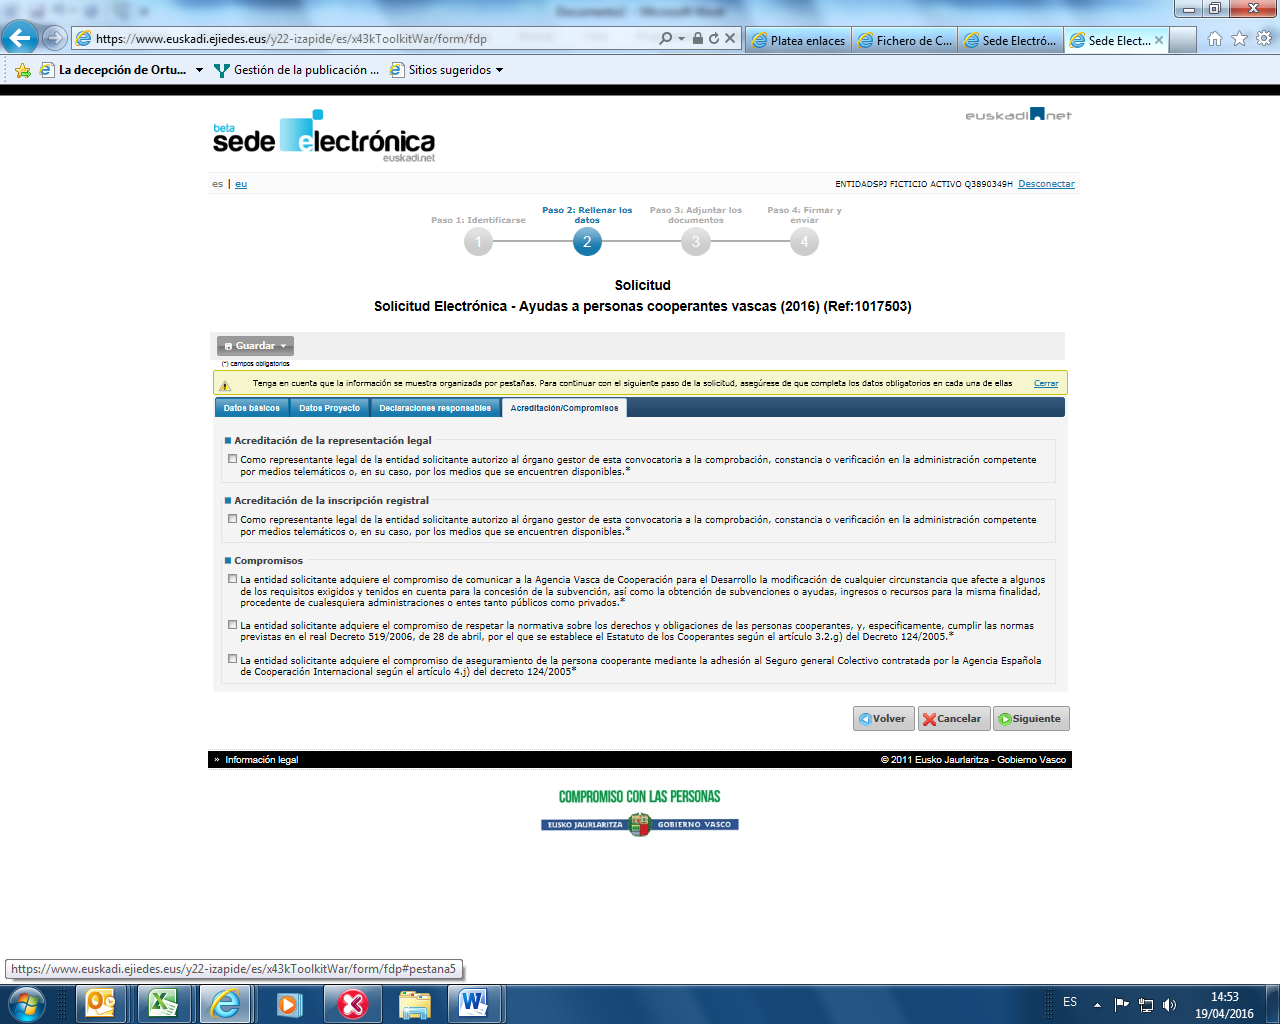 https://www.euskadi.ejiedes.eus/y22-izapide/es/x43kToolkitWar/form/fdp
Platea enlaces
Fichero de C...
Sede Electró...
Sede Elect...
La decepción de Ortu...
Gestión de la publicación ...
Sitios sugeridos
beta
sede electrónica
euskadi.net
euskadi net
es | eu
ENTIDADSPJ FICTICIO ACTIVO Q3890349H Desconectar
Paso 1: Identificarse
Paso 2: Rellenar los datos
Paso 3: Adjuntar los documentos
Paso 4: Firmar y enviar
1
2
3
4
Solicitud
Solicitud Electrónica - Ayudas a personas cooperantes vascas (2016) (Ref:1017503)
Guardar
(*) campos obligatorios
Tenga en cuenta que la información se muestra organizada por pestañas. Para continuar con el siguiente paso de la solicitud, asegúrese de que completa los datos obligatorios en cada una de ellas
Cerrar
Datos básicos
Datos Proyecto
Declaraciones responsables
Acreditación/Compromisos
Acreditación de la representación legal
Como representante legal de la entidad solicitante autorizo al órgano gestor de esta convocatoria a la comprobación, constancia o verificación en la administración competente
por medios telemáticos o, en su caso, por los medios que se encuentren disponibles.*
Acreditación de la inscripción registral
Como representante legal de la entidad solicitante autorizo al órgano gestor de esta convocatoria a la comprobación, constancia o verificación en la administración competente
por medios telemáticos o, en su caso, por los medios que se encuentren disponibles.*
Compromisos
La entidad solicitante adquiere el compromiso de comunicar a la Agencia Vasca de Cooperación para el Desarrollo la modificación de cualquier circunstancia que afecte a algunos
de los requisitos exigidos y tenidos en cuenta para la concesión de la subvención, así como la obtención de subvenciones o ayudas, ingresos o recursos para la misma finalidad,
procedente de cualesquiera administraciones o entes tanto públicos como privados.*
La entidad solicitante adquiere el compromiso de respetar la normativa sobre los derechos y obligaciones de las personas cooperantes, y, especificamente, cumplir las normas
previstas en el real Decreto 519/2006, de 28 de abril, por el que se establece el Estatuto de los Cooperantes según el artículo 3.2.g) del Decreto 124/2005.*
La entidad solicitante adquiere el compromiso de aseguramiento de la persona cooperante mediante la adhesión al Seguro general Colectivo contratada por la Agencia Española
de Cooperación Internacional según el artículo 4.j) del decreto 124/2005*
Volver
Cancelar
Siguiente
» Información legal
© 2011 Eusko Jaurlaritza - Gobierno Vasco
COMPROMISO CON LAS PERSONAS
EUSKO JAURLARITZA
GOBIERNO VASCO
https://www.euskadi.ejiedes.eus/y22-izapide/es/x43kToolkitWar/form/fdp#pestana5
ES
14:53
19/04/2016